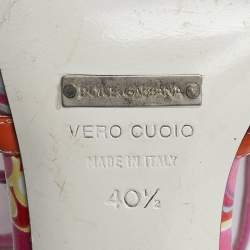 DOLCE&GABBANA
VERO CUOIO
MADE IN ITALY
40½